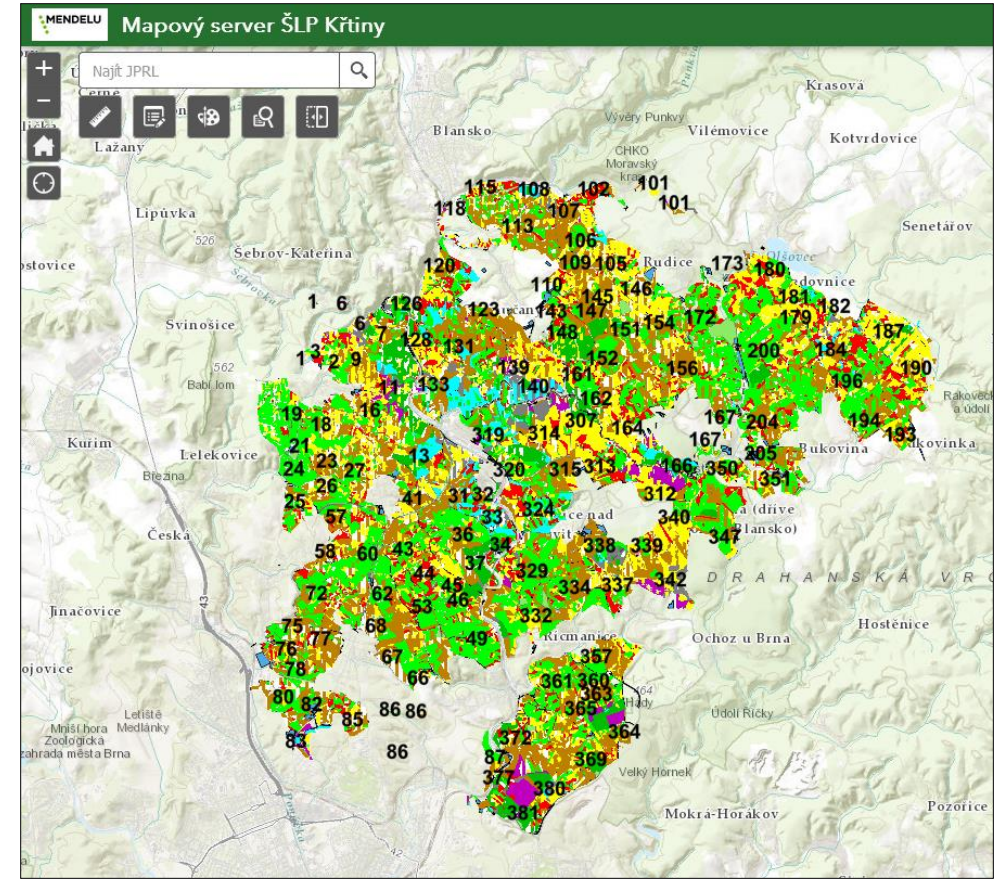 MENDELU Mapový server ŠLP Křtiny
+
Najít JPRL
−
Černé
Krasová
Lažany
Blansko
Vývěry Punkvy
Vilémovice
Kotvrdovice
CHKO
Moravský
kras
115 108 102 101
101
118 107
Lipůvka
113
Senetářov
526
106
Šebrov-Kateřina
109 105 Rudice 173 Olšovec
120 180
110 146
1 6 126 123 145 181 182
143 147
Svinošice
6 7 148 151 154 172 179 187
128 131
3 152 200 184
1 2 9 139 161 156 190
562
Babí lom
11 133 140 196
16 162
19 18 307 167 204 194
319 314 164 193
Kuřim
21 Lelekovice 167 Bukovina
23 13 205
24 27 320 315 313 166 350 351
Březina
26
25 41 31 32 312
57 33 324 340
(dříve
Blansko)
Česká
36 347
58 60 43 34 338 339
37
44 329 342
72 45 334 337
62 53 46
332
Jinačovice
75 68 49
Řícmanice
Hostěnice
76 77 Ochoz u Brna
67 357
78 66 361 360
80 82 363
86 86 365
Hády
Údolí Říčky
85 364
Letiště
Mniší hora Medlánky
Zoologická
83 372
zahrada města Brna
86 87 369
377 Velký Hornek
380
381 Mokrá-Horákov
Pozořice
43
42